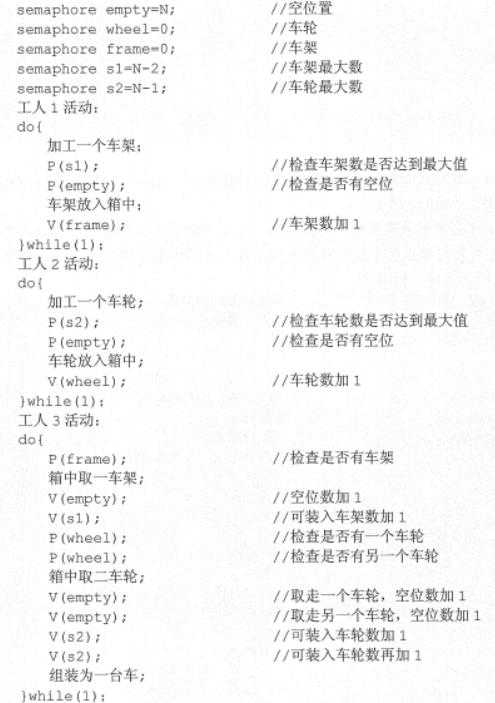 semaphore empty=N; //空位置
semaphore wheel=0; //车轮
semaphore frame=0; //车架
semaphore s1=N-2; //车架最大数
semaphore s2=N-1; //车轮最大数
工人1活动:
do{
加工一个车架;
P(s1); //检查车架数是否达到最大值
P(empty); //检查是否有空位
车架放入箱中;
V(frame); //车架数加1
}while(1);
工人2活动:
do{
加工一个车轮;
P(s2); //检查车轮数是否达到最大值
P(empty); //检查是否有空位
车轮放入箱中;
V(wheel); //车轮数加1
}while(1);
工人3活动:
do{
P(frame); //检查是否有车架
箱中取一车架;
V(empty); //空位数加1
V(s1); //可装入车架数加1
P(wheel); //检查是否有一个车轮
P(wheel); //检查是否有另一个车轮
箱中取二车轮;
V(empty); //取走一个车轮，空位数加1
V(empty); //取走另一个车轮，空位数加1
V(s2); //可装入车轮数加1
V(s2); //可装入车轮数再加1
组装为一台车;
}while(1);